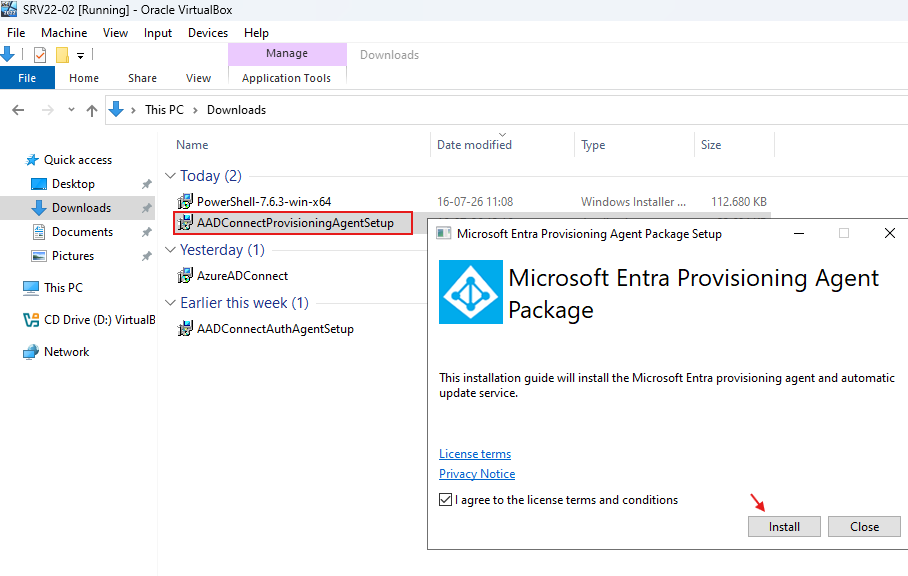 SRV22-02 [Running] - Oracle VirtualBox
File Machine View Input Devices Help
Manage Downloads
File Home Share View Application Tools
This PC Downloads
Name Date modified Type Size
Quick access
Desktop
Downloads
Documents
Pictures
This PC
CD Drive (D:) VirtualB
Network
Today (2)
PowerShell-7.6.3-win-x64 16-07-26 11:08 Windows Installer ... 112.680 KB
AADConnectProvisioningAgentSetup
Yesterday (1)
AzureADConnect
Earlier this week (1)
AADConnectAuthAgentSetup
Microsoft Entra Provisioning Agent Package Setup
Microsoft Entra Provisioning Agent
Package
This installation guide will install the Microsoft Entra provisioning agent and automatic
update service.
License terms
Privacy Notice
I agree to the license terms and conditions
Install Close